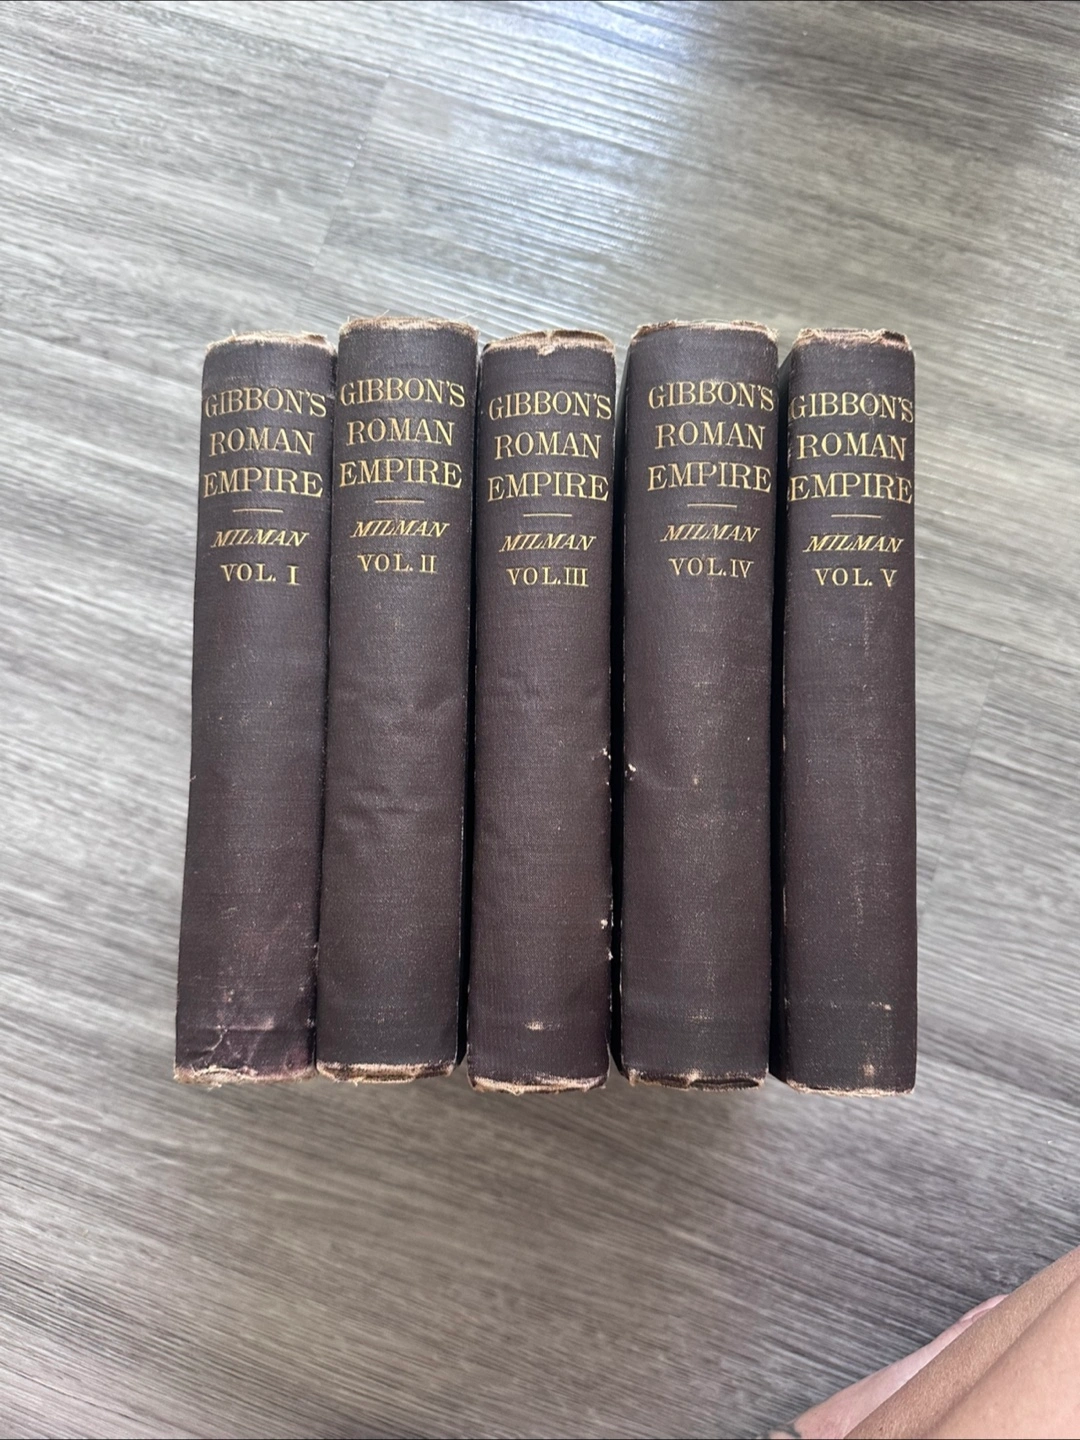 GIBBON'S
ROMAN
EMPIRE
MILMAN
VOL. I
GIBBON'S
ROMAN
EMPIRE
MILMAN
VOL. II
GIBBON'S
ROMAN
EMPIRE
MILMAN
VOL. III
GIBBON'S
ROMAN
EMPIRE
MILMAN
VOL. IV
GIBBON'S
ROMAN
EMPIRE
MILMAN
VOL. V